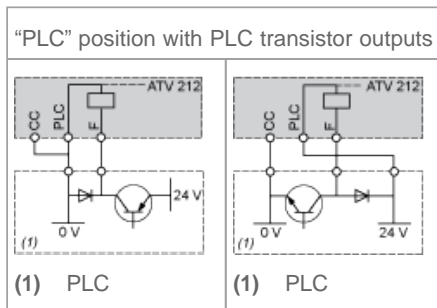 “PLC” position with PLC transistor outputs
ATV 212
CC
PLC
F
24 V
0 V
(1)
(1) PLC
ATV 212
CC
PLC
F
0 V
24 V
(1)
(1) PLC